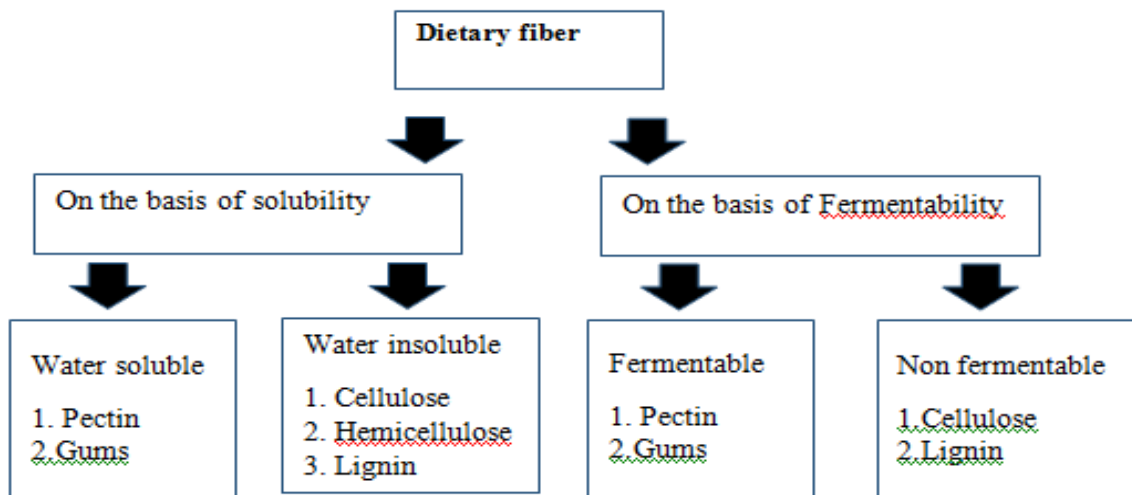 Dietary fiber
On the basis of solubility
On the basis of Fermentability
Water soluble
1. Pectin
2.Gums
Water insoluble
1. Cellulose
2. Hemicellulose
3. Lignin
Fermentable
1. Pectin
2.Gums
Non fermentable
1.Cellulose
2.Lignin